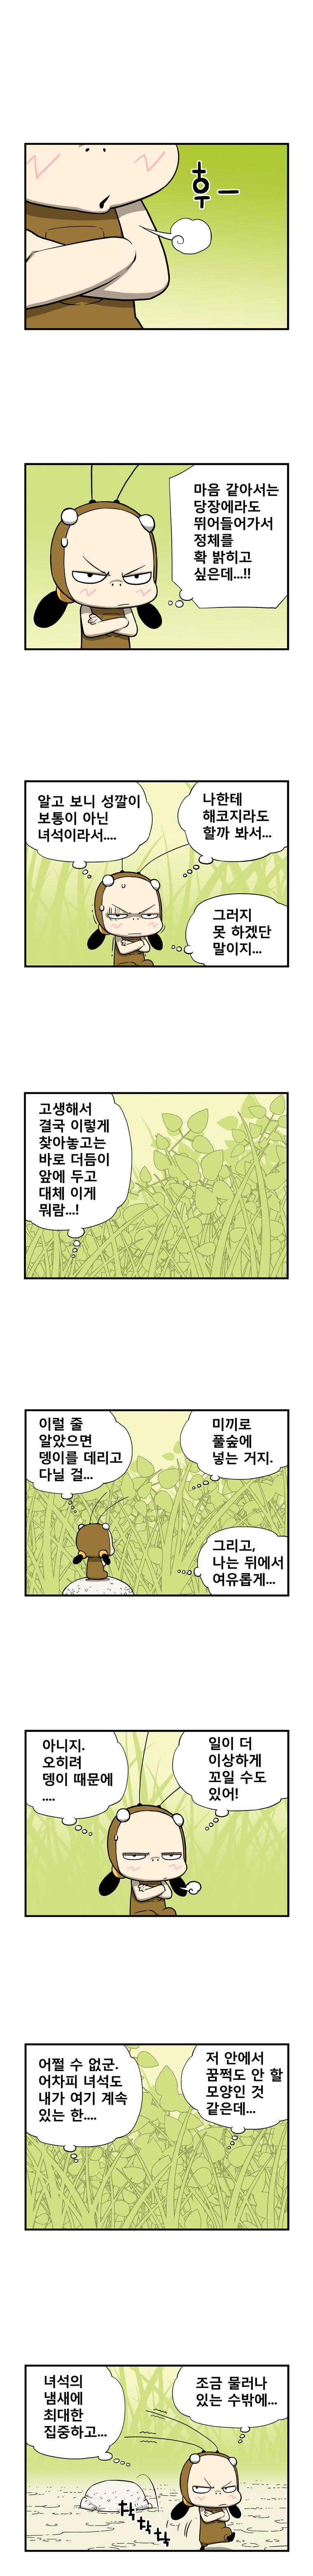 후-
마음 같아서는
당장에라도
뛰어들어가서
정체를
확 밝히고
싶은데...!!
알고 보니 성깔이
보통이 아닌
녀석이라서....
나한테
해코지라도
할까 봐서...
그러지
못 하겠단
말이지...
고생해서
결국 이렇게
찾아놓고는
바로 더듬이
앞에 두고
대체 이게
뭐람...!
이럴 줄
알았으면
뎅이를 데리고
다닐 걸...
미끼로
풀숲에
넣는 거지.
그리고,
나는 뒤에서
여유롭게...
아니지.
오히려
뎅이 때문에
....
일이 더
이상하게
꼬일 수도
있어!
어쩔 수 없군.
어차피 녀석도
내가 여기 계속
있는 한....
저 안에서
꿈쩍도 안 할
모양인 것
같은데...
녀석의
냄새에
최대한
집중하고...
조금 물러나
있는 수밖에...
핫핫핫